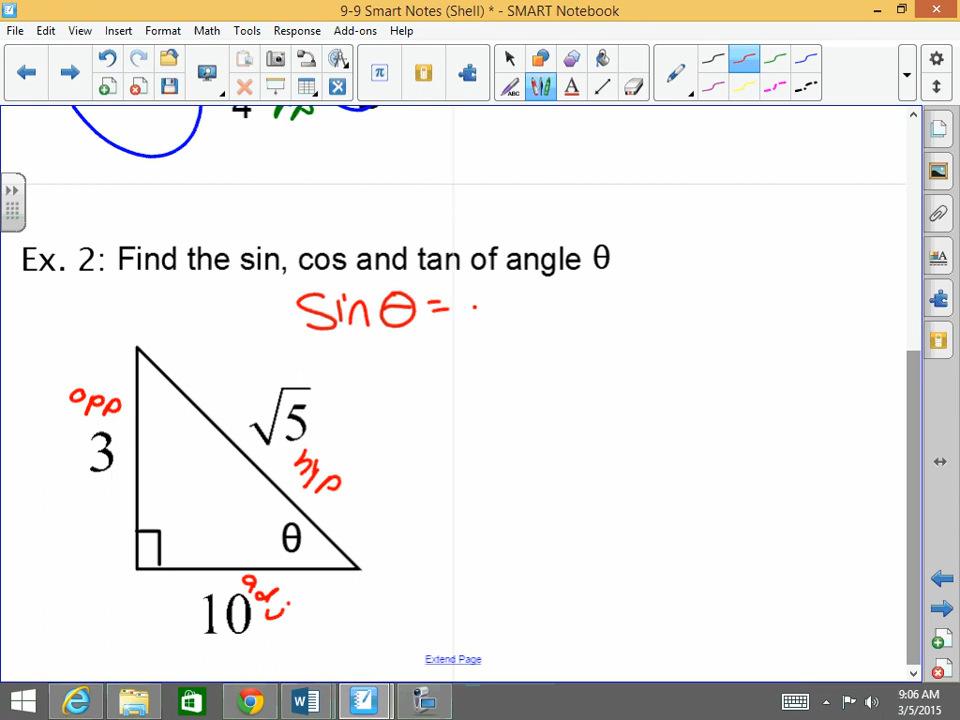 9-9 Smart Notes (Shell) * - SMART Notebook
File Edit View Insert Format Math Tools Response Add-ons Help
π
ABC
A
4
Ex. 2: Find the sin, cos and tan of angle θ
Sin θ =
opp
3
√5
hyp
θ
10
adj
Extend Page
9:06 AM
3/5/2015